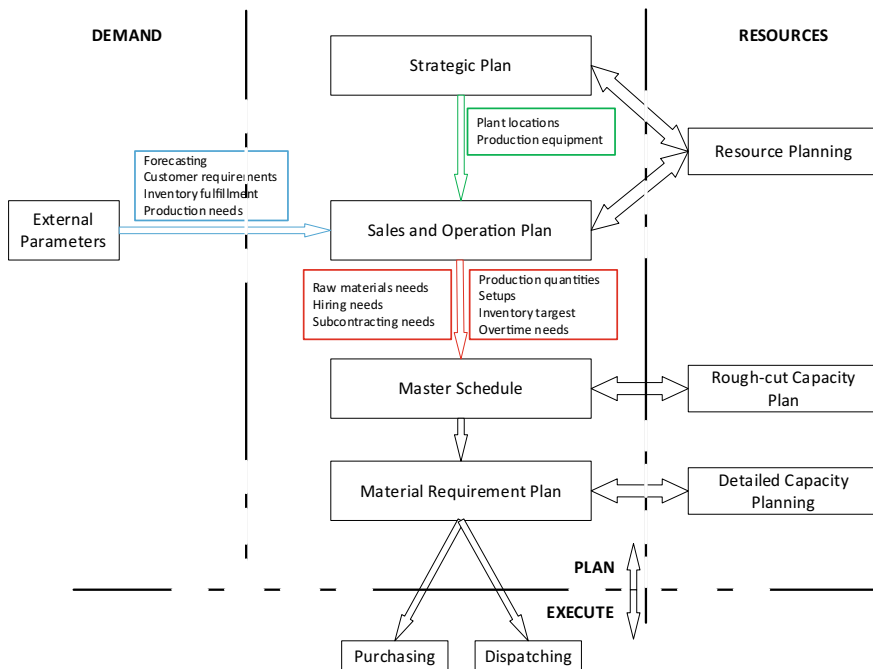 DEMAND
RESOURCES
Strategic Plan
Plant locations
Production equipment
Resource Planning
Forecasting
Customer requirements
Inventory fulfillment
Production needs
External
Parameters
Sales and Operation Plan
Raw materials needs
Hiring needs
Subcontracting needs
Production quantities
Setups
Inventory targest
Overtime needs
Master Schedule
Rough-cut Capacity
Plan
Material Requirement Plan
Detailed Capacity
Planning
PLAN
EXECUTE
Purchasing
Dispatching